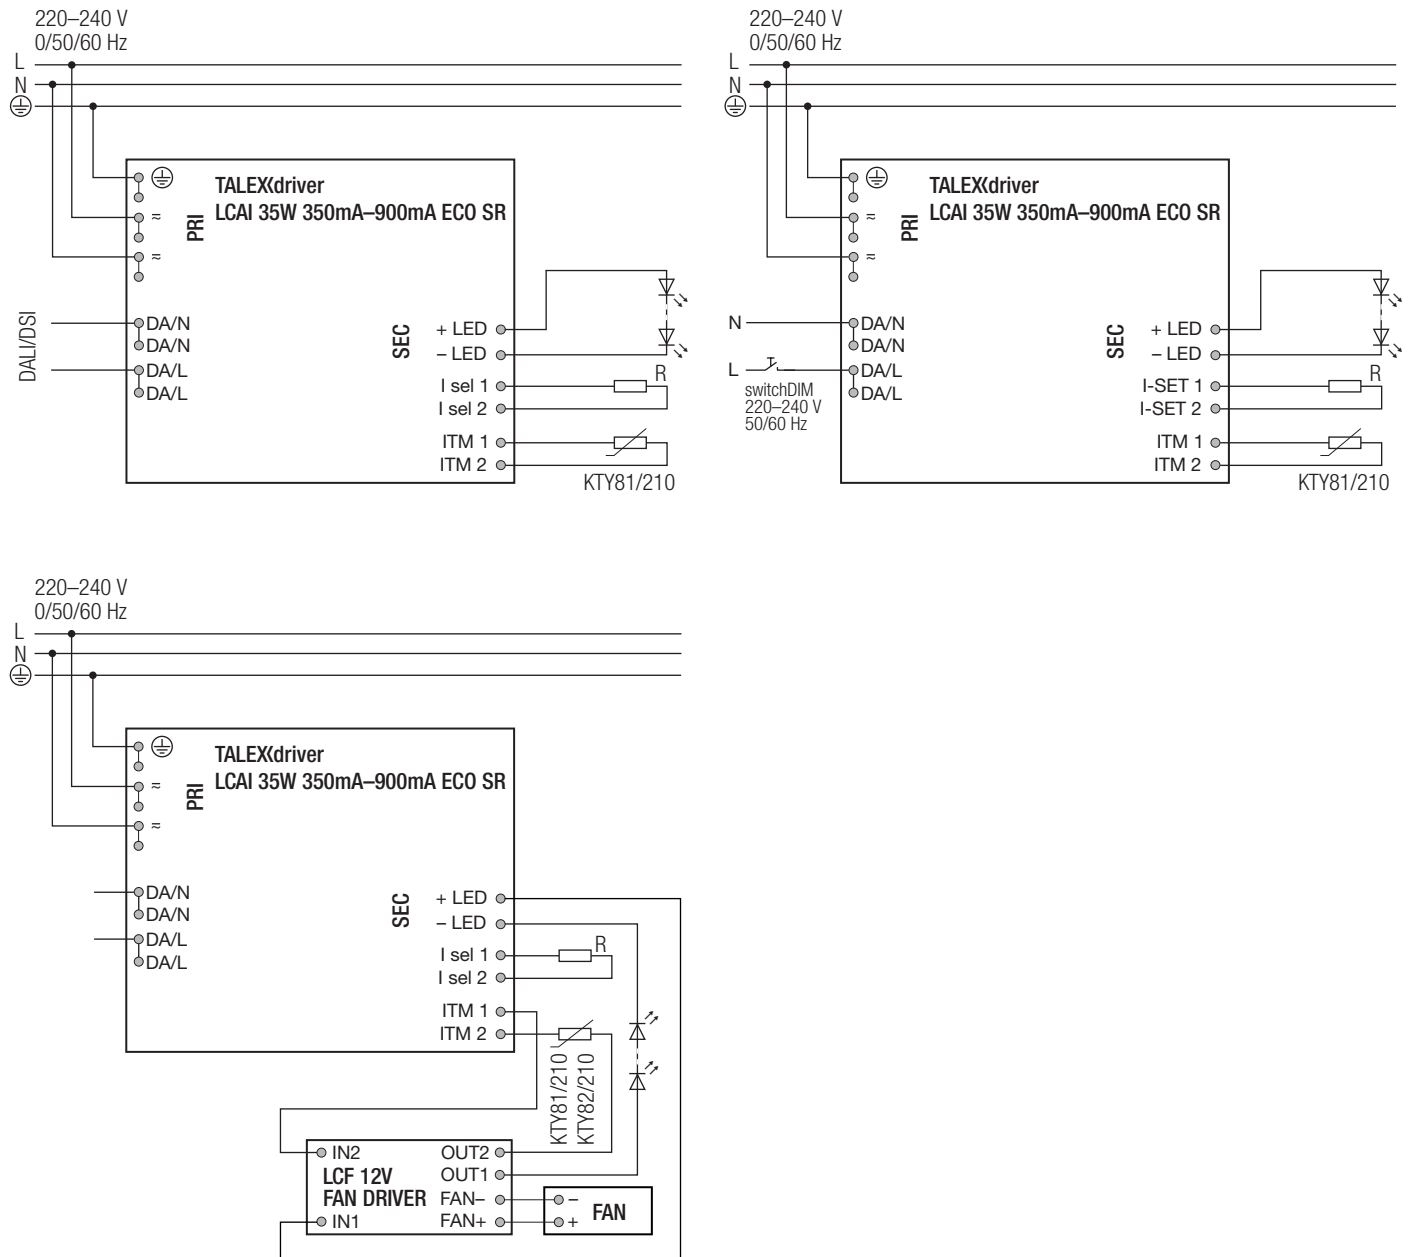 220–240 V
0/50/60 Hz
L
N
TALEXXdriver
LCAI 35W 350mA–900mA ECO SR
PRI
≂
≂
DALI/DSI
DA/N
DA/N
DA/L
DA/L
SEC
+ LED
– LED
I sel 1
I sel 2
R
ITM 1
ITM 2
KTY81/210
220–240 V
0/50/60 Hz
L
N
TALEXXdriver
LCAI 35W 350mA–900mA ECO SR
PRI
≂
≂
N
L
switchDIM
220–240 V
50/60 Hz
DA/N
DA/N
DA/L
DA/L
SEC
+ LED
– LED
I-SET 1
I-SET 2
R
ITM 1
ITM 2
KTY81/210
220–240 V
0/50/60 Hz
L
N
TALEXXdriver
LCAI 35W 350mA–900mA ECO SR
PRI
≂
≂
DA/N
DA/N
DA/L
DA/L
SEC
+ LED
– LED
I sel 1
I sel 2
R
ITM 1
ITM 2
KTY81/210
KTY82/210
IN2
LCF 12V
FAN DRIVER
IN1
OUT2
OUT1
FAN–
FAN+
–
+
FAN